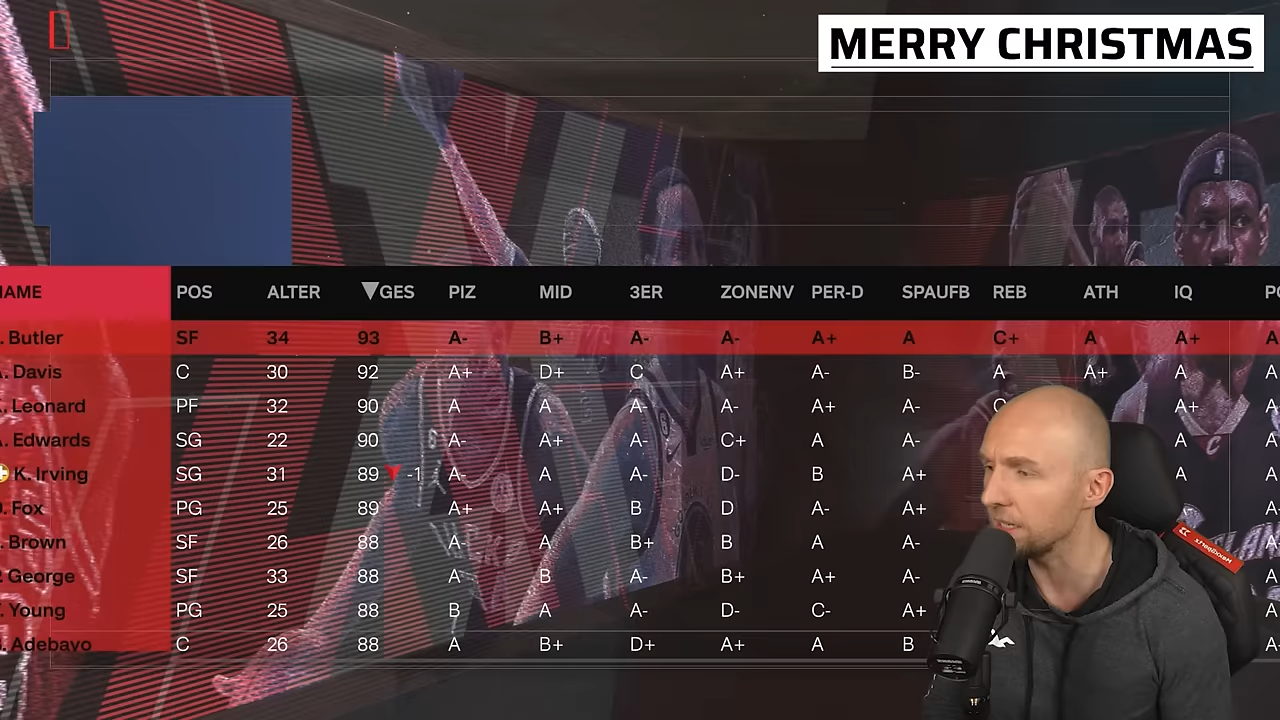 MERRY CHRISTMAS
NAME POS ALTER GES PIZ MID 3ER ZONENV PER-D SPAUFB REB ATH IQ
. Butler SF 34 93 A- B+ A- A- A+ A C+ A A+ A
. Davis C 30 92 A+ D+ C A+ A- B- A A+ A A
. Leonard PF 32 90 A A A- A- A+ A- C A+ A
. Edwards SG 22 90 A- A+ A- C+ A A- A A
K. Irving SG 31 89 -1 A- A A- D- B A+ A A
. Fox PG 25 89 A+ A+ B D A- A+ A
. Brown SF 26 88 A- A B+ B A A- A
. George SF 33 88 A- B A- B+ A+ A- A
. Young PG 25 88 B A A- D- C- A+ A
. Adebayo C 26 88 A B+ D+ A+ A B A-